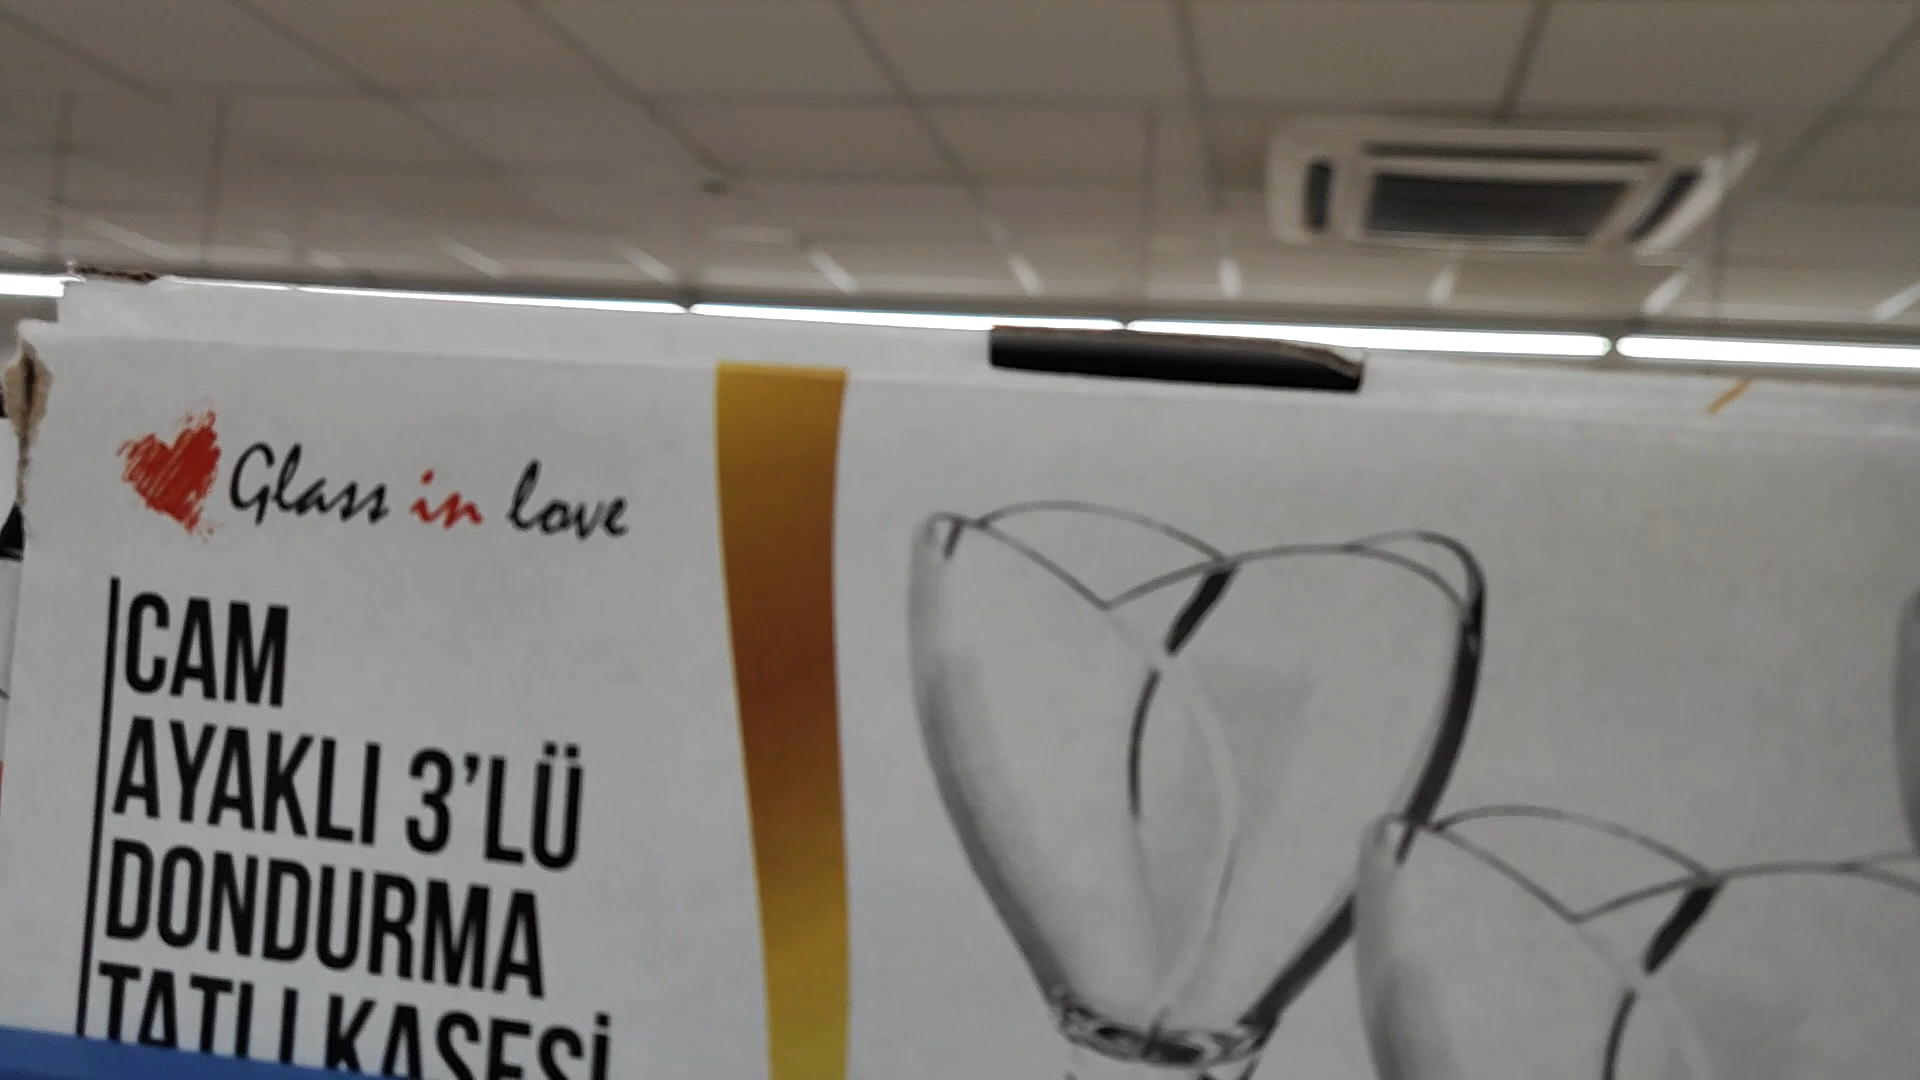 Glass in love
CAM
AYAKLI 3'LÜ
DONDURMA
TATLI KASESİ